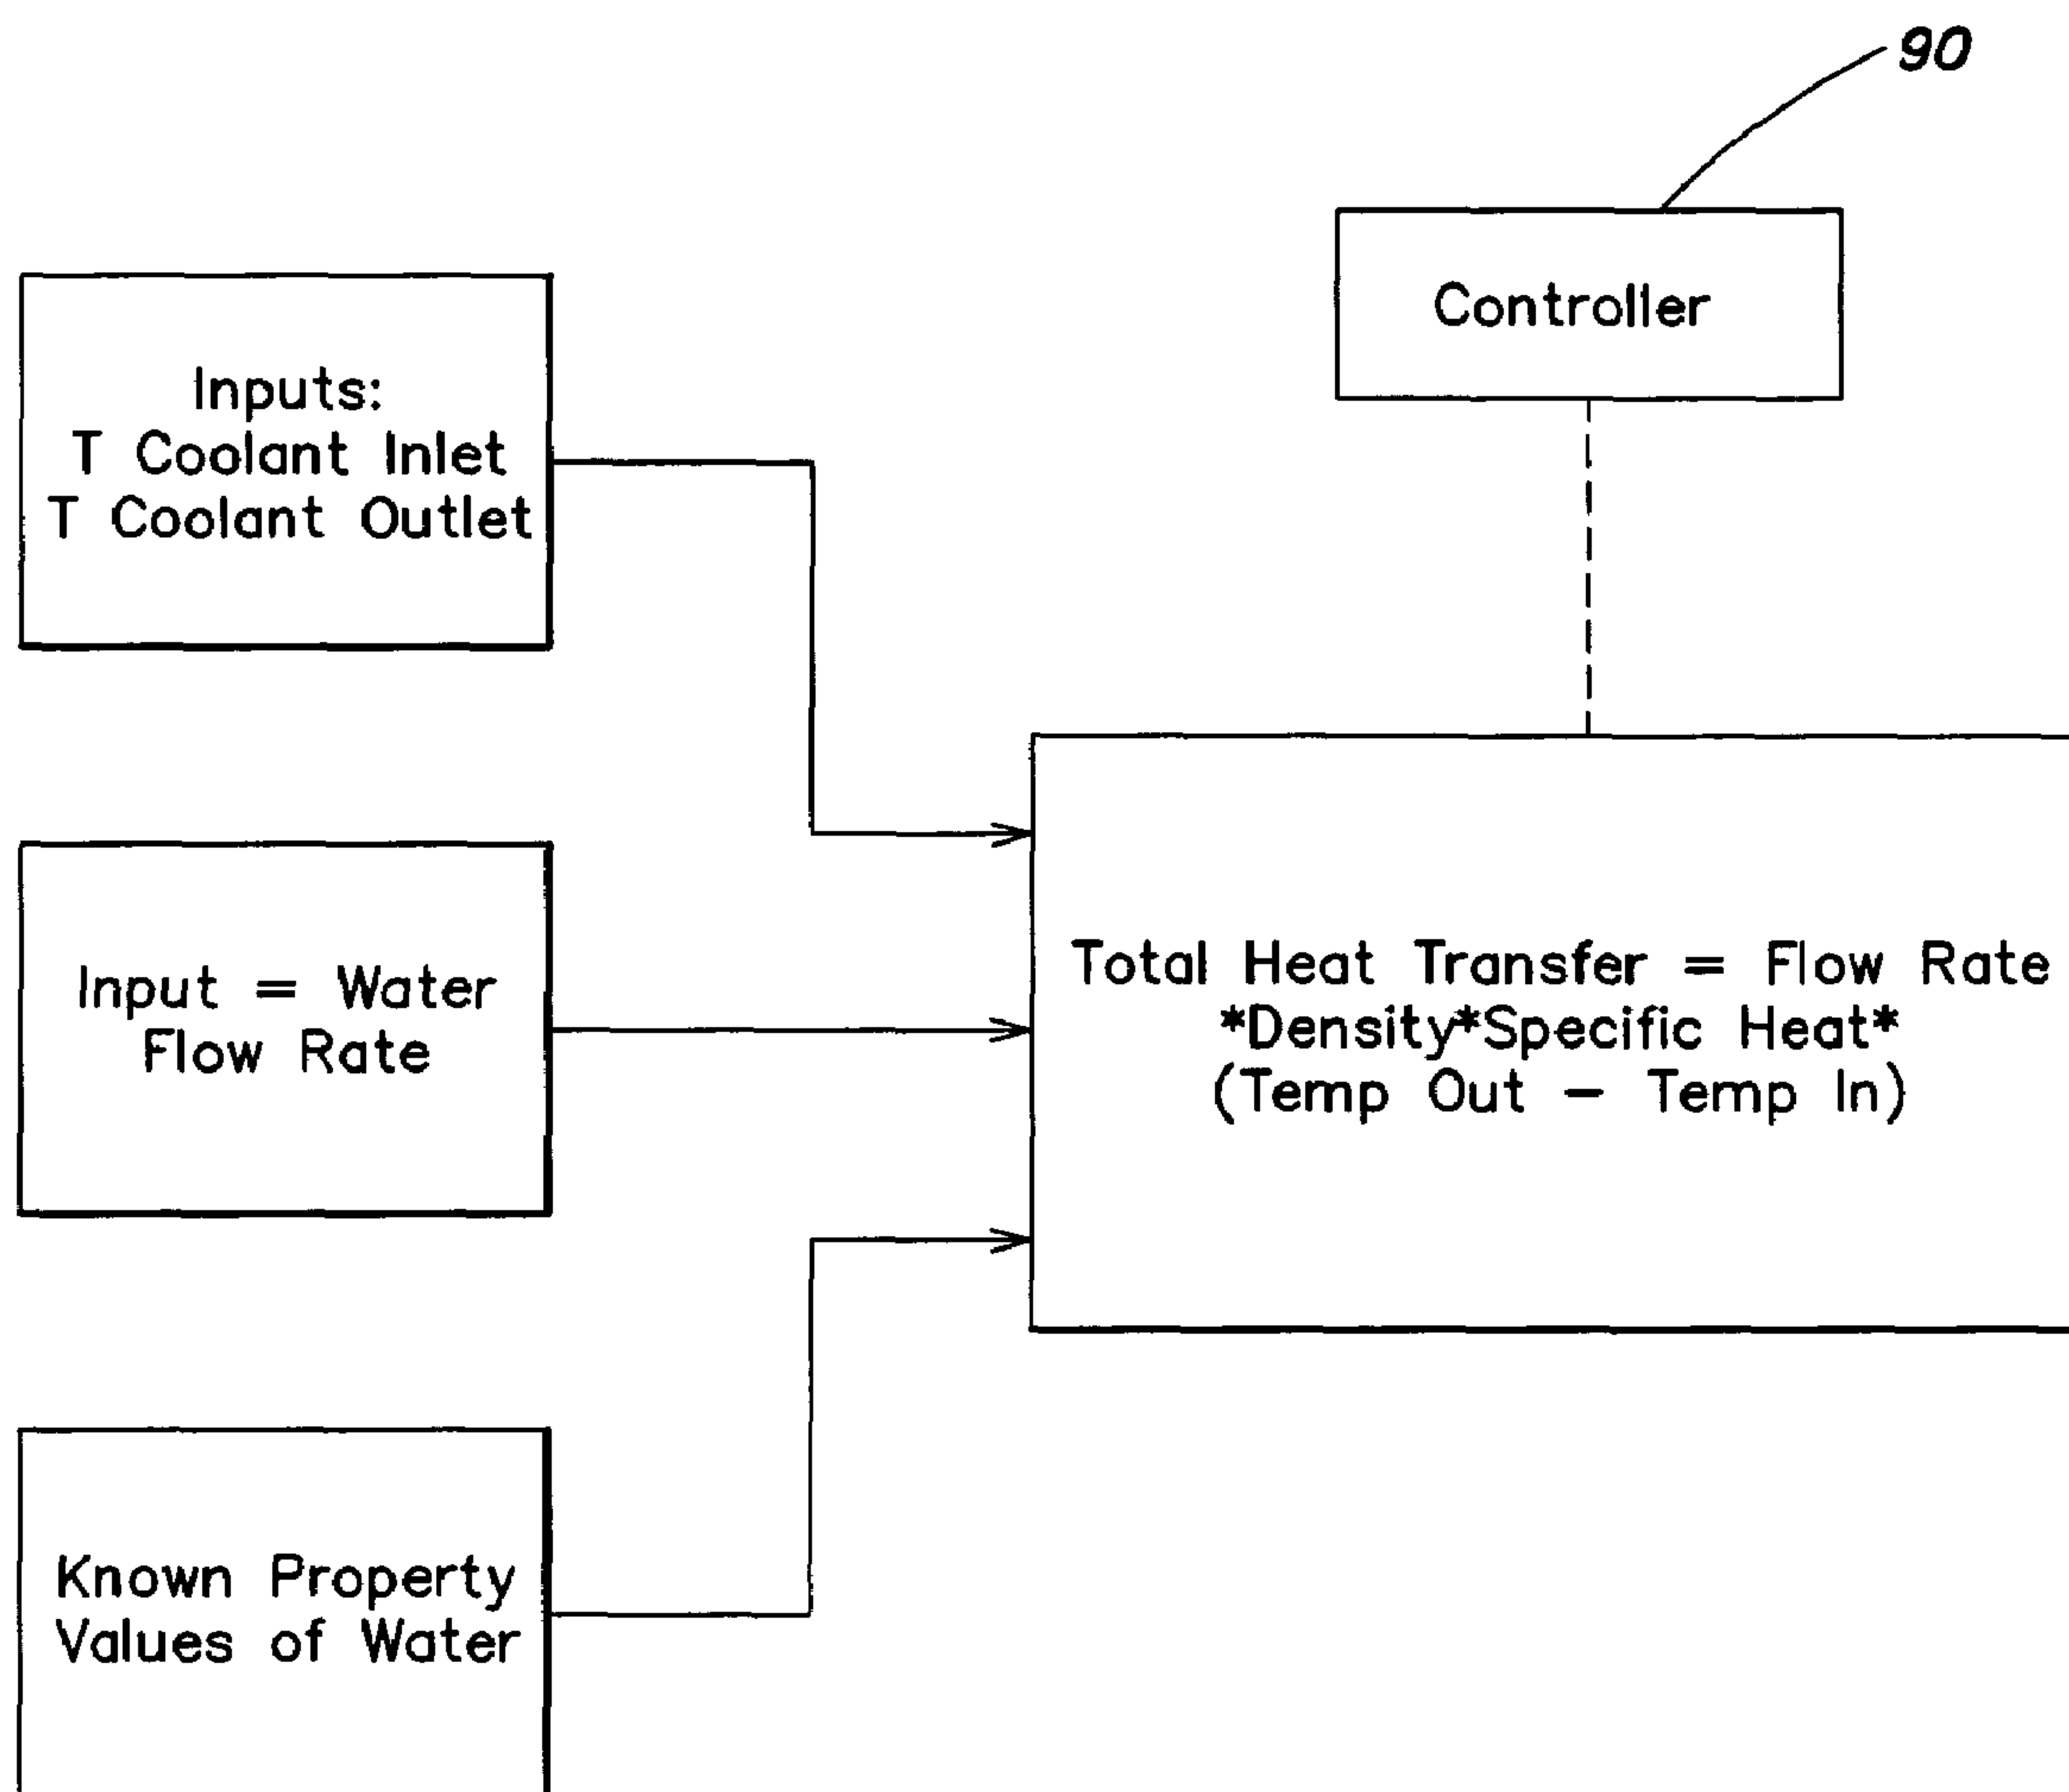 90
Controller
Inputs:
T Coolant Inlet
T Coolant Outlet
Input = Water
Flow Rate
Total Heat Transfer = Flow Rate
*Density*Specific Heat*
(Temp Out - Temp In)
Known Property
Values of Water